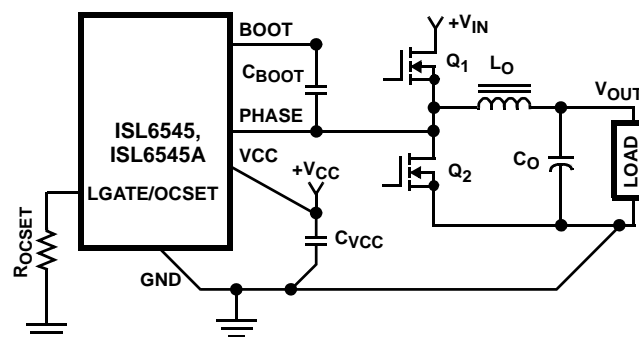 BOOT
+VIN
CBOOT
Q1
LO
VOUT
PHASE
ISL6545,
ISL6545A
VCC
+VCC
Q2
CO
LOAD
LGATE/OCSET
ROCSET
CVCC
GND